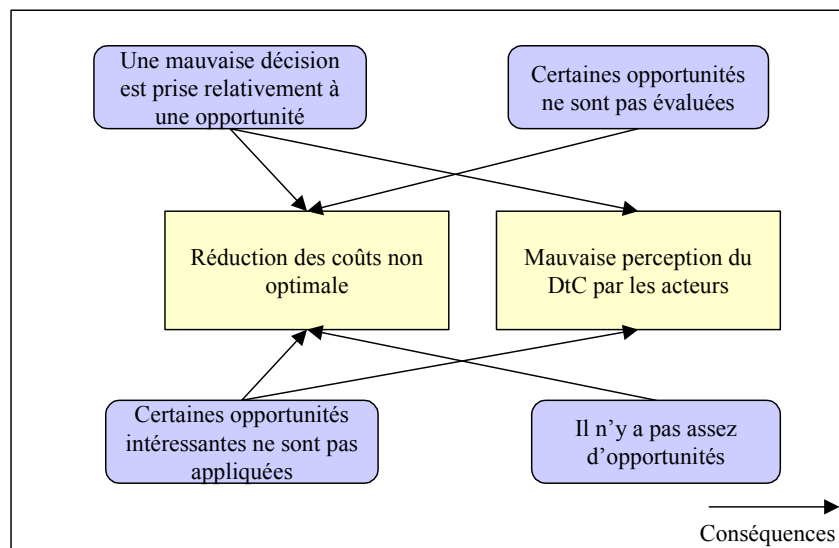 Une mauvaise décision
est prise relativement à
une opportunité
Certaines opportunités
ne sont pas évaluées
Réduction des coûts non
optimale
Mauvaise perception du
DtC par les acteurs
Certaines opportunités
intéressantes ne sont pas
appliquées
Il n’y a pas assez
d’opportunités
Conséquences